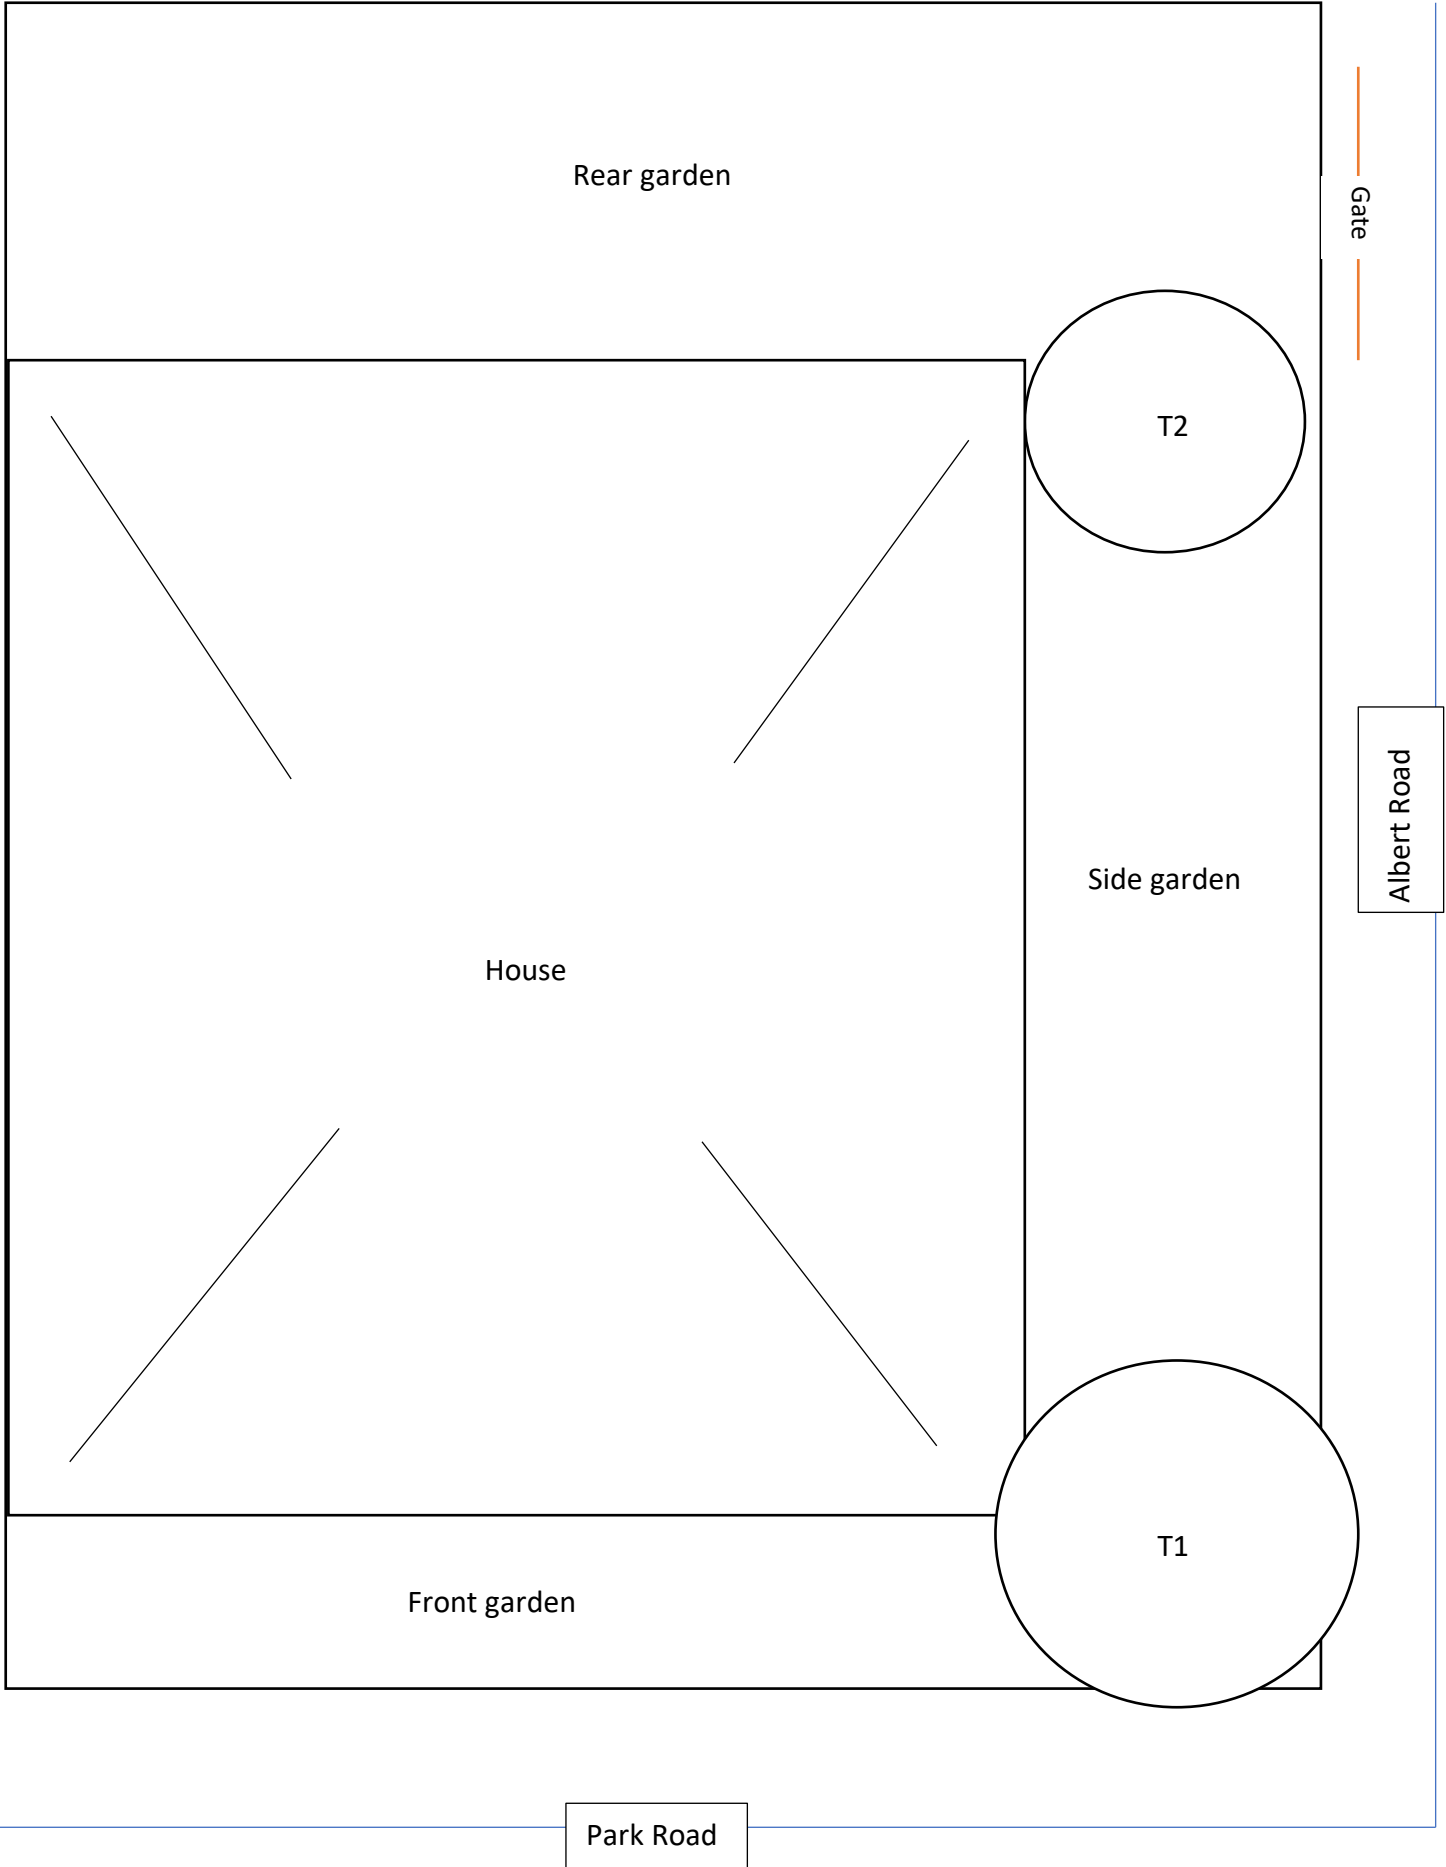 Rear garden
Gate
T2
Albert Road
Side garden
House
T1
Front garden
Park Road